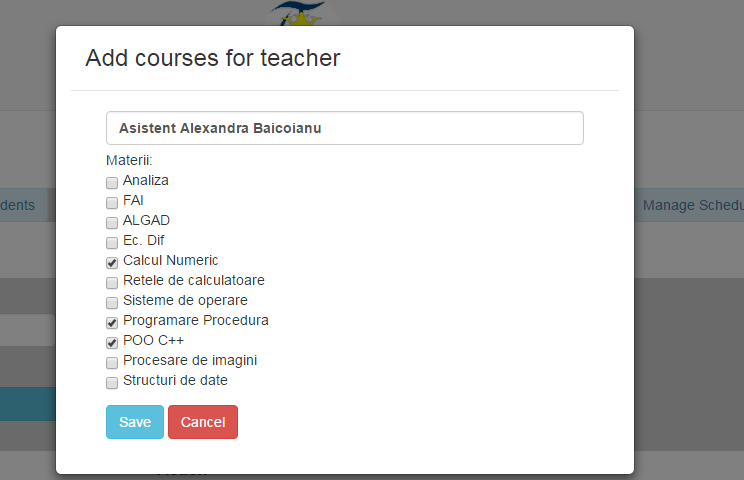 Add courses for teacher
Asistent Alexandra Baicoianu
Materii:
dents
Manage Schedu
Analiza
FAI
ALGAD
Ec. Dif
Calcul Numeric
Retele de calculatoare
Sisteme de operare
Programare Procedura
POO C++
Procesare de imagini
Structuri de date
Save Cancel